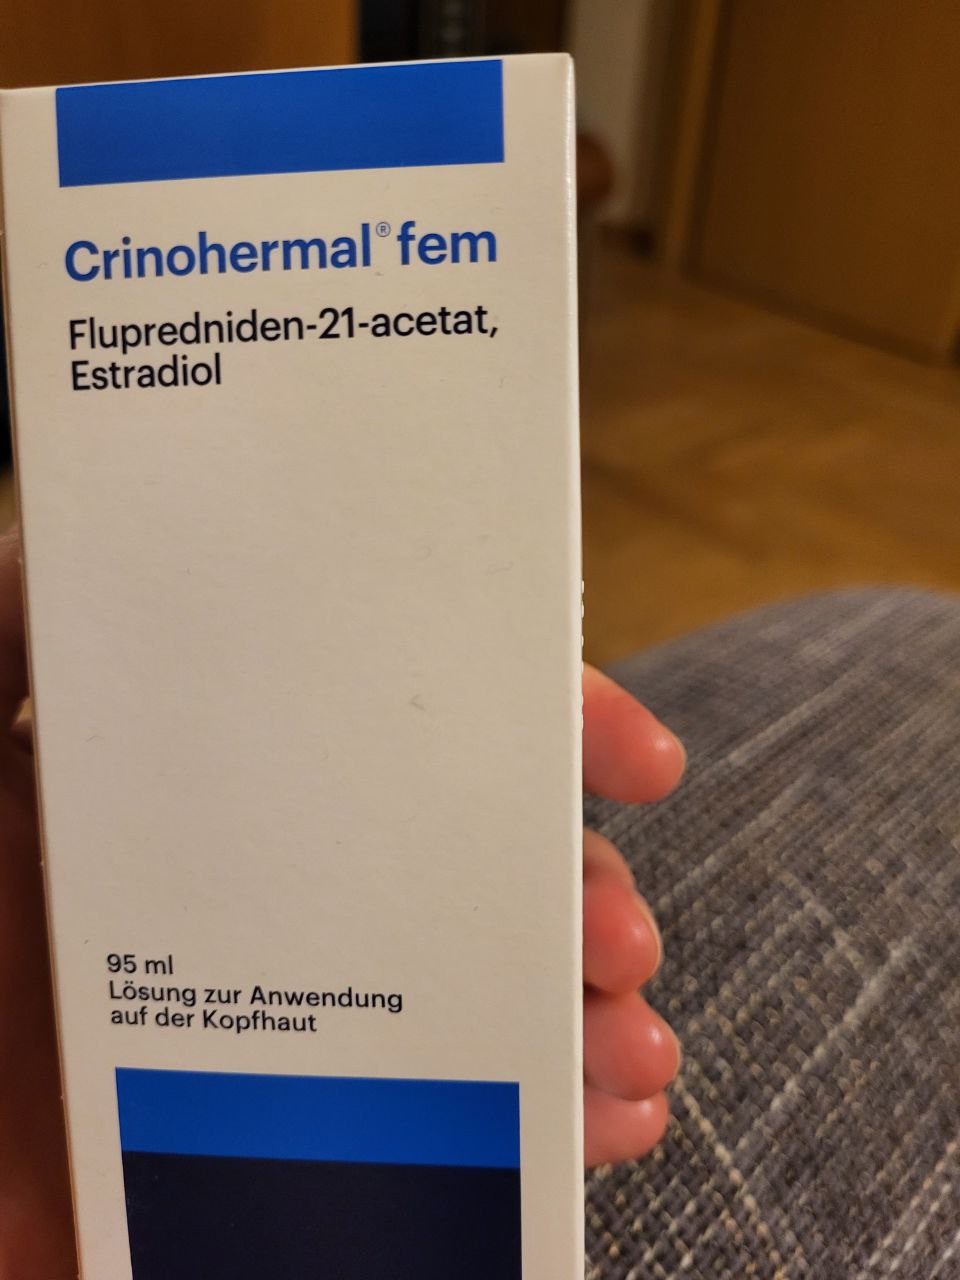 Crinohermal® fem
Flupredniden-21-acetat,
Estradiol
95 ml
Lösung zur Anwendung
auf der Kopfhaut